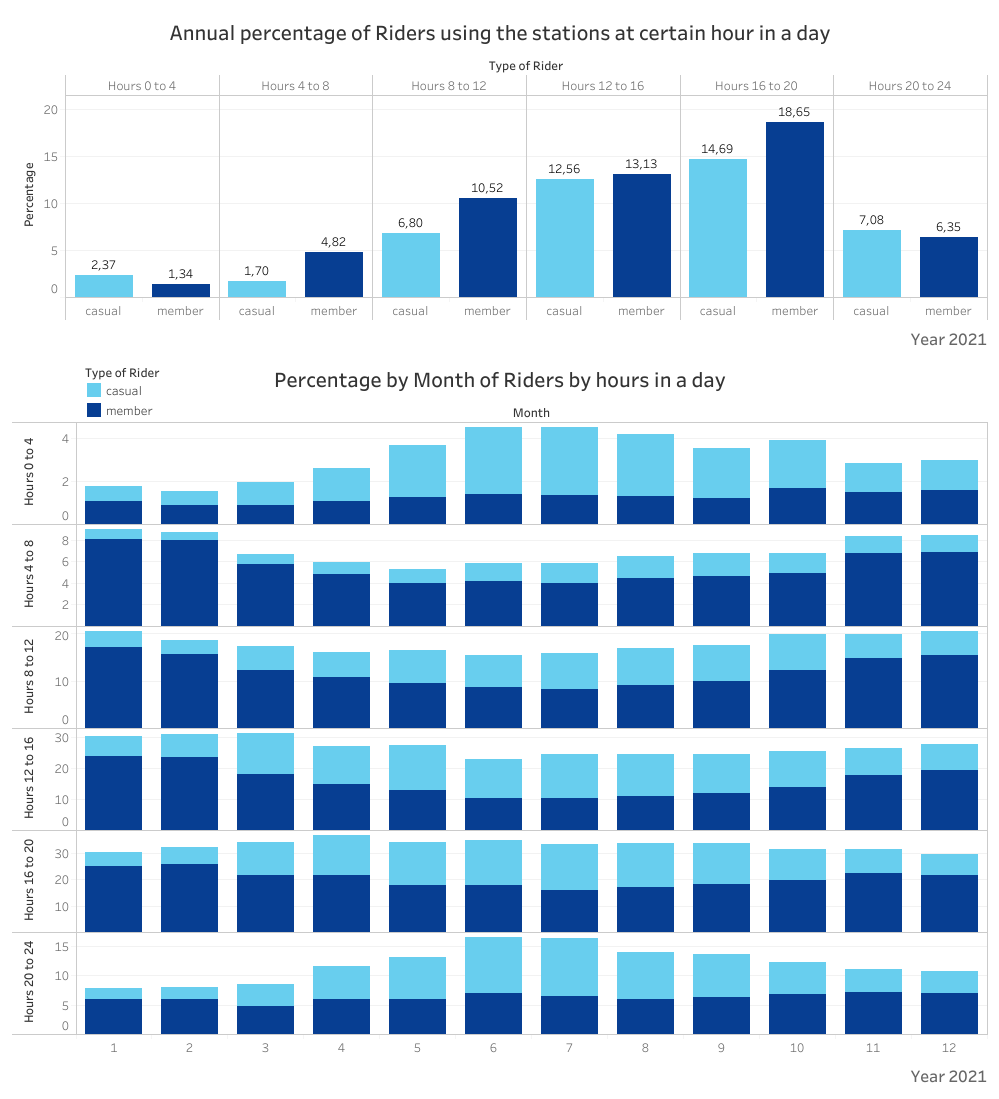 Annual percentage of Riders using the stations at certain hour in a day
Type of Rider
Hours 0 to 4 Hours 4 to 8 Hours 8 to 12 Hours 12 to 16 Hours 16 to 20 Hours 20 to 24
Percentage
20
15
10
5
0
2,37 1,34 1,70 4,82 6,80 10,52 12,56 13,13 14,69 18,65 7,08 6,35
casual member casual member casual member casual member casual member casual member
Year 2021
Type of Rider
casual
member
Percentage by Month of Riders by hours in a day
Month
Hours 0 to 4
4
2
0
Hours 4 to 8
8
6
4
2
Hours 8 to 12
20
10
0
Hours 12 to 16
30
20
10
0
Hours 16 to 20
30
20
10
Hours 20 to 24
15
10
5
0
1 2 3 4 5 6 7 8 9 10 11 12
Year 2021